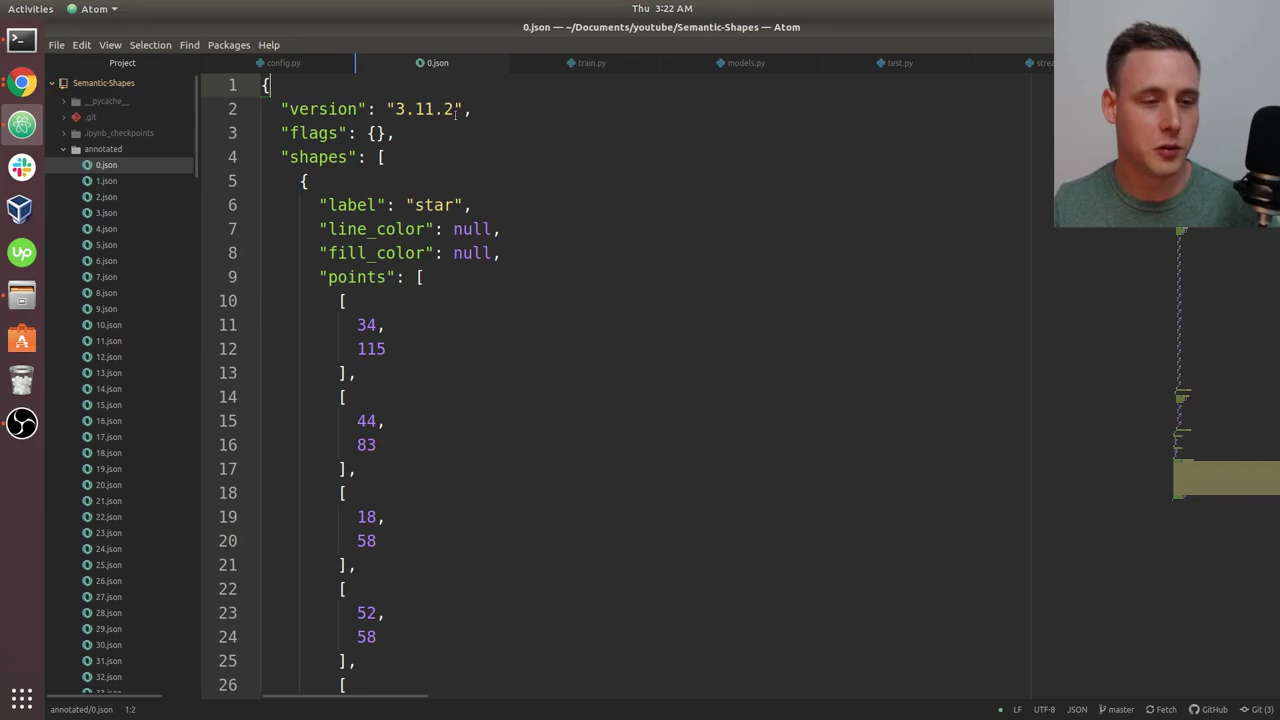 Activities
Atom
Thu 3:22 AM
0.json — ~/Documents/youtube/Semantic-Shapes — Atom
File Edit View Selection Find Packages Help
Project
config.py
0.json
train.py
models.py
test.py
Semantic-Shapes
__pycache__
.git
.ipynb_checkpoints
annotated
0.json
1.json
2.json
3.json
4.json
5.json
6.json
7.json
8.json
9.json
10.json
11.json
12.json
13.json
14.json
15.json
16.json
17.json
18.json
19.json
20.json
21.json
22.json
23.json
24.json
25.json
26.json
27.json
28.json
29.json
30.json
31.json
32.json
33.json
1 {
2 "version": "3.11.2",
3 "flags": {},
4 "shapes": [
5 {
6 "label": "star",
7 "line_color": null,
8 "fill_color": null,
9 "points": [
10 [
11 34,
12 115
13 ],
14 [
15 44,
16 83
17 ],
18 [
19 18,
20 58
21 ],
22 [
23 52,
24 58
25 ],
26 [
Up
annotated/0.json 1:2
LF UTF-8 JSON master Fetch GitHub Git (3)